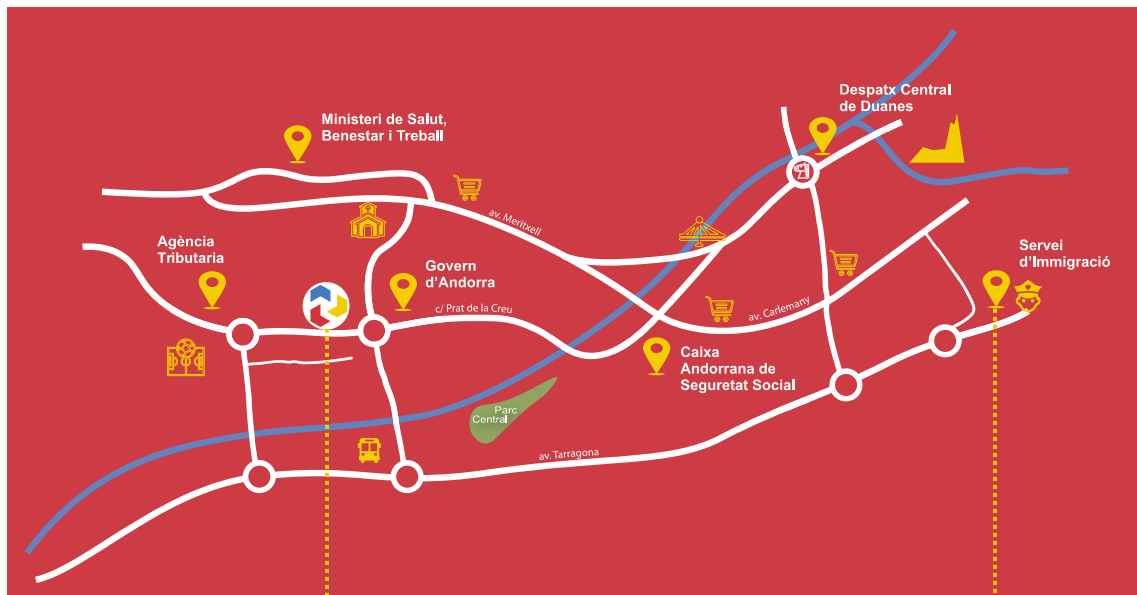 Despatx Central
de Duanes
Ministeri de Salut,
Benestar i Treball
av. Meritxell
Agència
Tributaria
Govern
d'Andorra
Servei
d'Immigració
c/ Prat de la Creu
av. Carlemany
Caixa
Andorrana de
Seguretat Social
Parc
Central
av. Tarragona